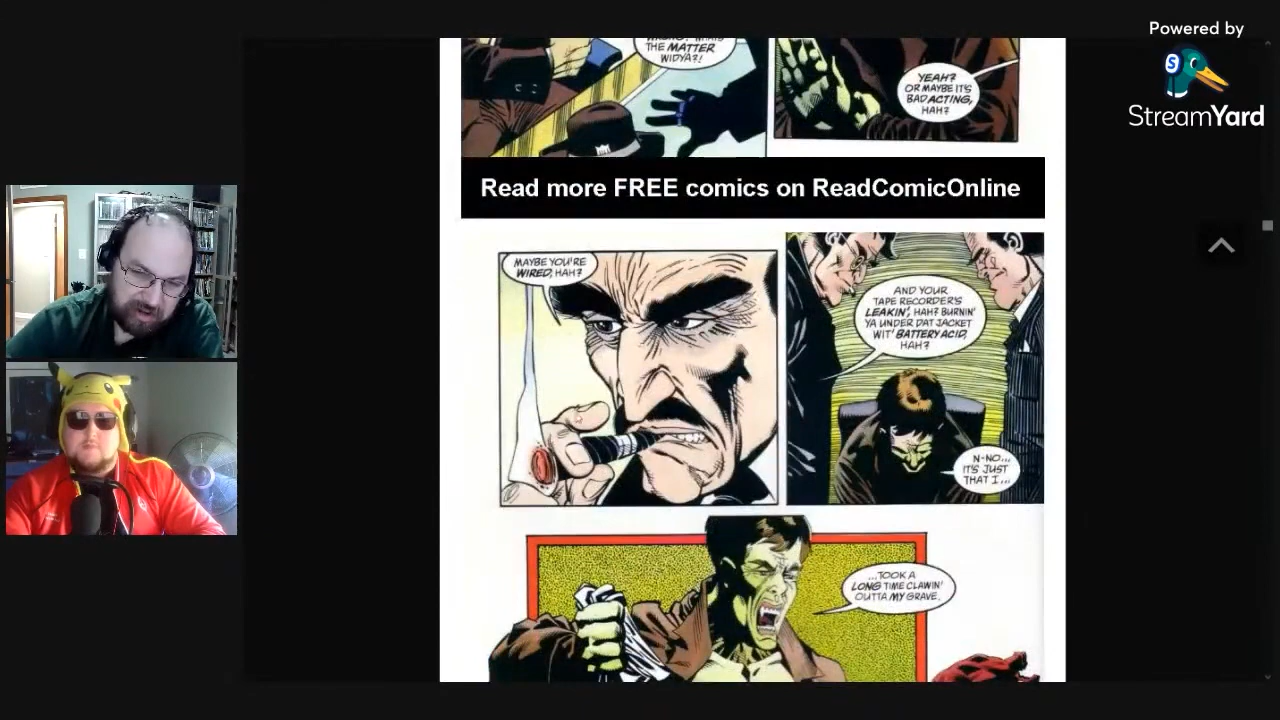 Powered by
StreamYard
THE MATTER
WIDYA?!
YEAH?
OR MAYBE IT'S
BAD ACTING,
HAH?
Read more FREE comics on ReadComicOnline
MAYBE YOU'RE
WIRED, HAH?
AND YOUR
TAPE RECORDER'S
LEAKIN', HAH? BURNIN'
YA UNDER DAT JACKET
WIT' BATTERY ACID,
HAH?
N-NO...
IT'S JUST
THAT I...
...TOOK A
LONG TIME CLAWIN'
OUTTA MY GRAVE.